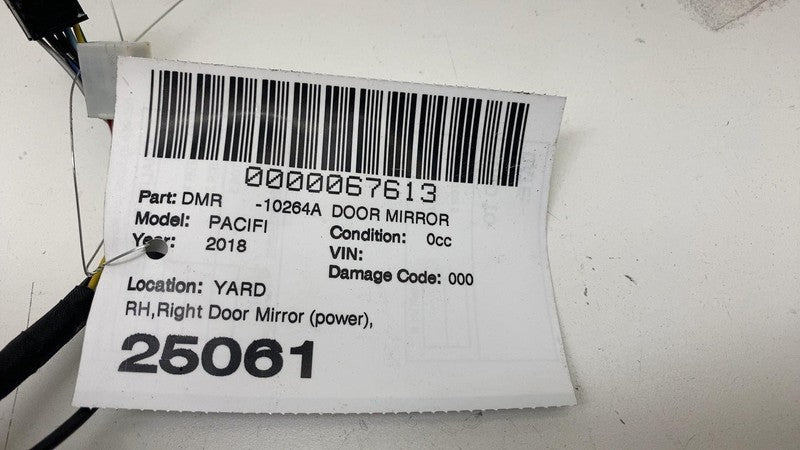 0000067613
Part: DMR -10264A DOOR MIRROR
Model: PACIFI Condition: 0cc
Year: 2018 VIN:
Damage Code: 000
Location: YARD
RH,Right Door Mirror (power),
25061